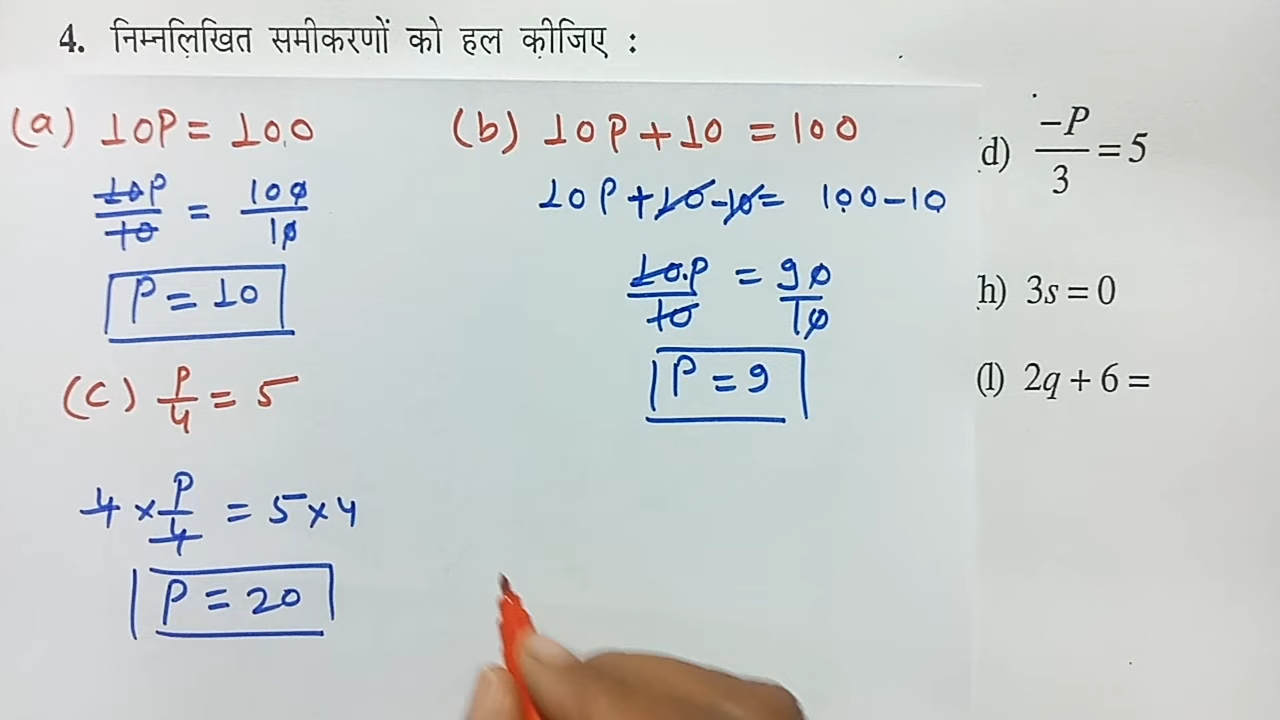 4. निम्नलिखित समीकरणों को हल कीजिए :
(a) 10P = 100
10P/10 = 100/10
P = 10
(b) 10P + 10 = 100
10P + 10 - 10 = 100 - 10
10.P/10 = 90/10
P = 9
(c) P/4 = 5
4 × P/4 = 5 × 4
P = 20
d) -P/3 = 5
h) 3s = 0
(l) 2q + 6 =